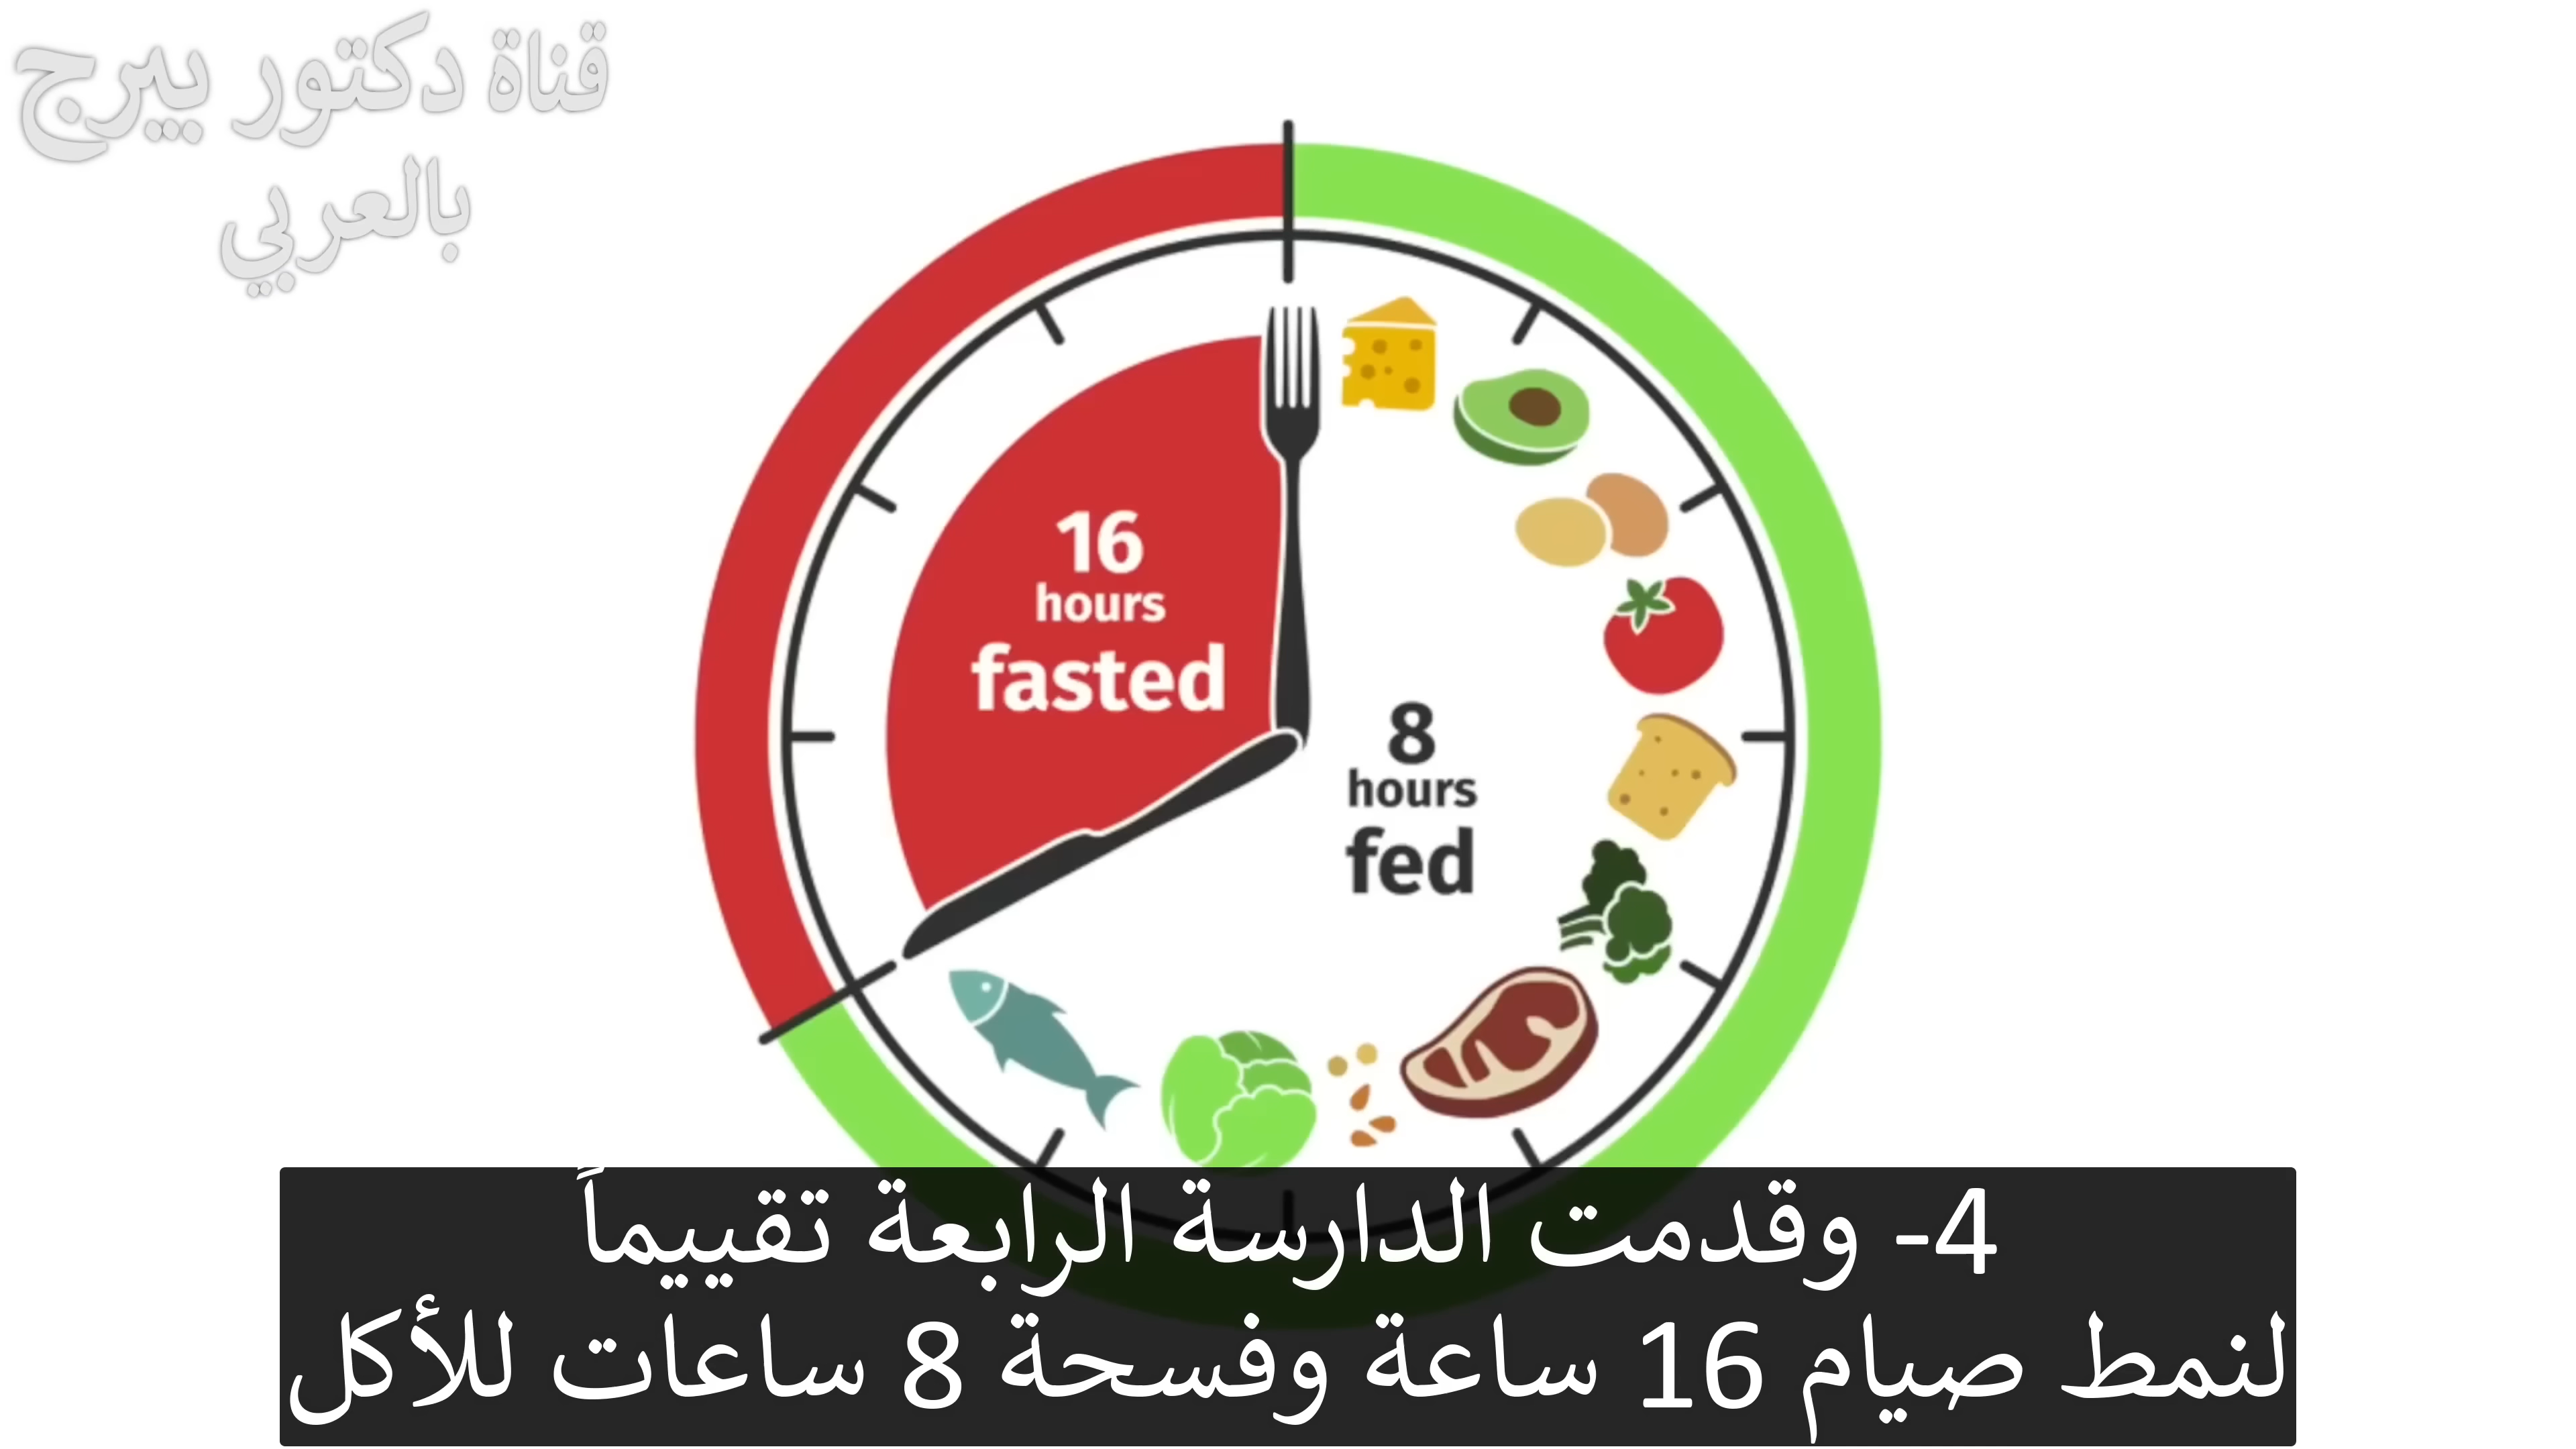 قناة دكتور بيرج
بالعربي
16
hours
fasted
8
hours
fed
4- وقدمت الدارسة الرابعة تقييماً
لنمط صيام 16 ساعة وفسحة 8 ساعات للأكل